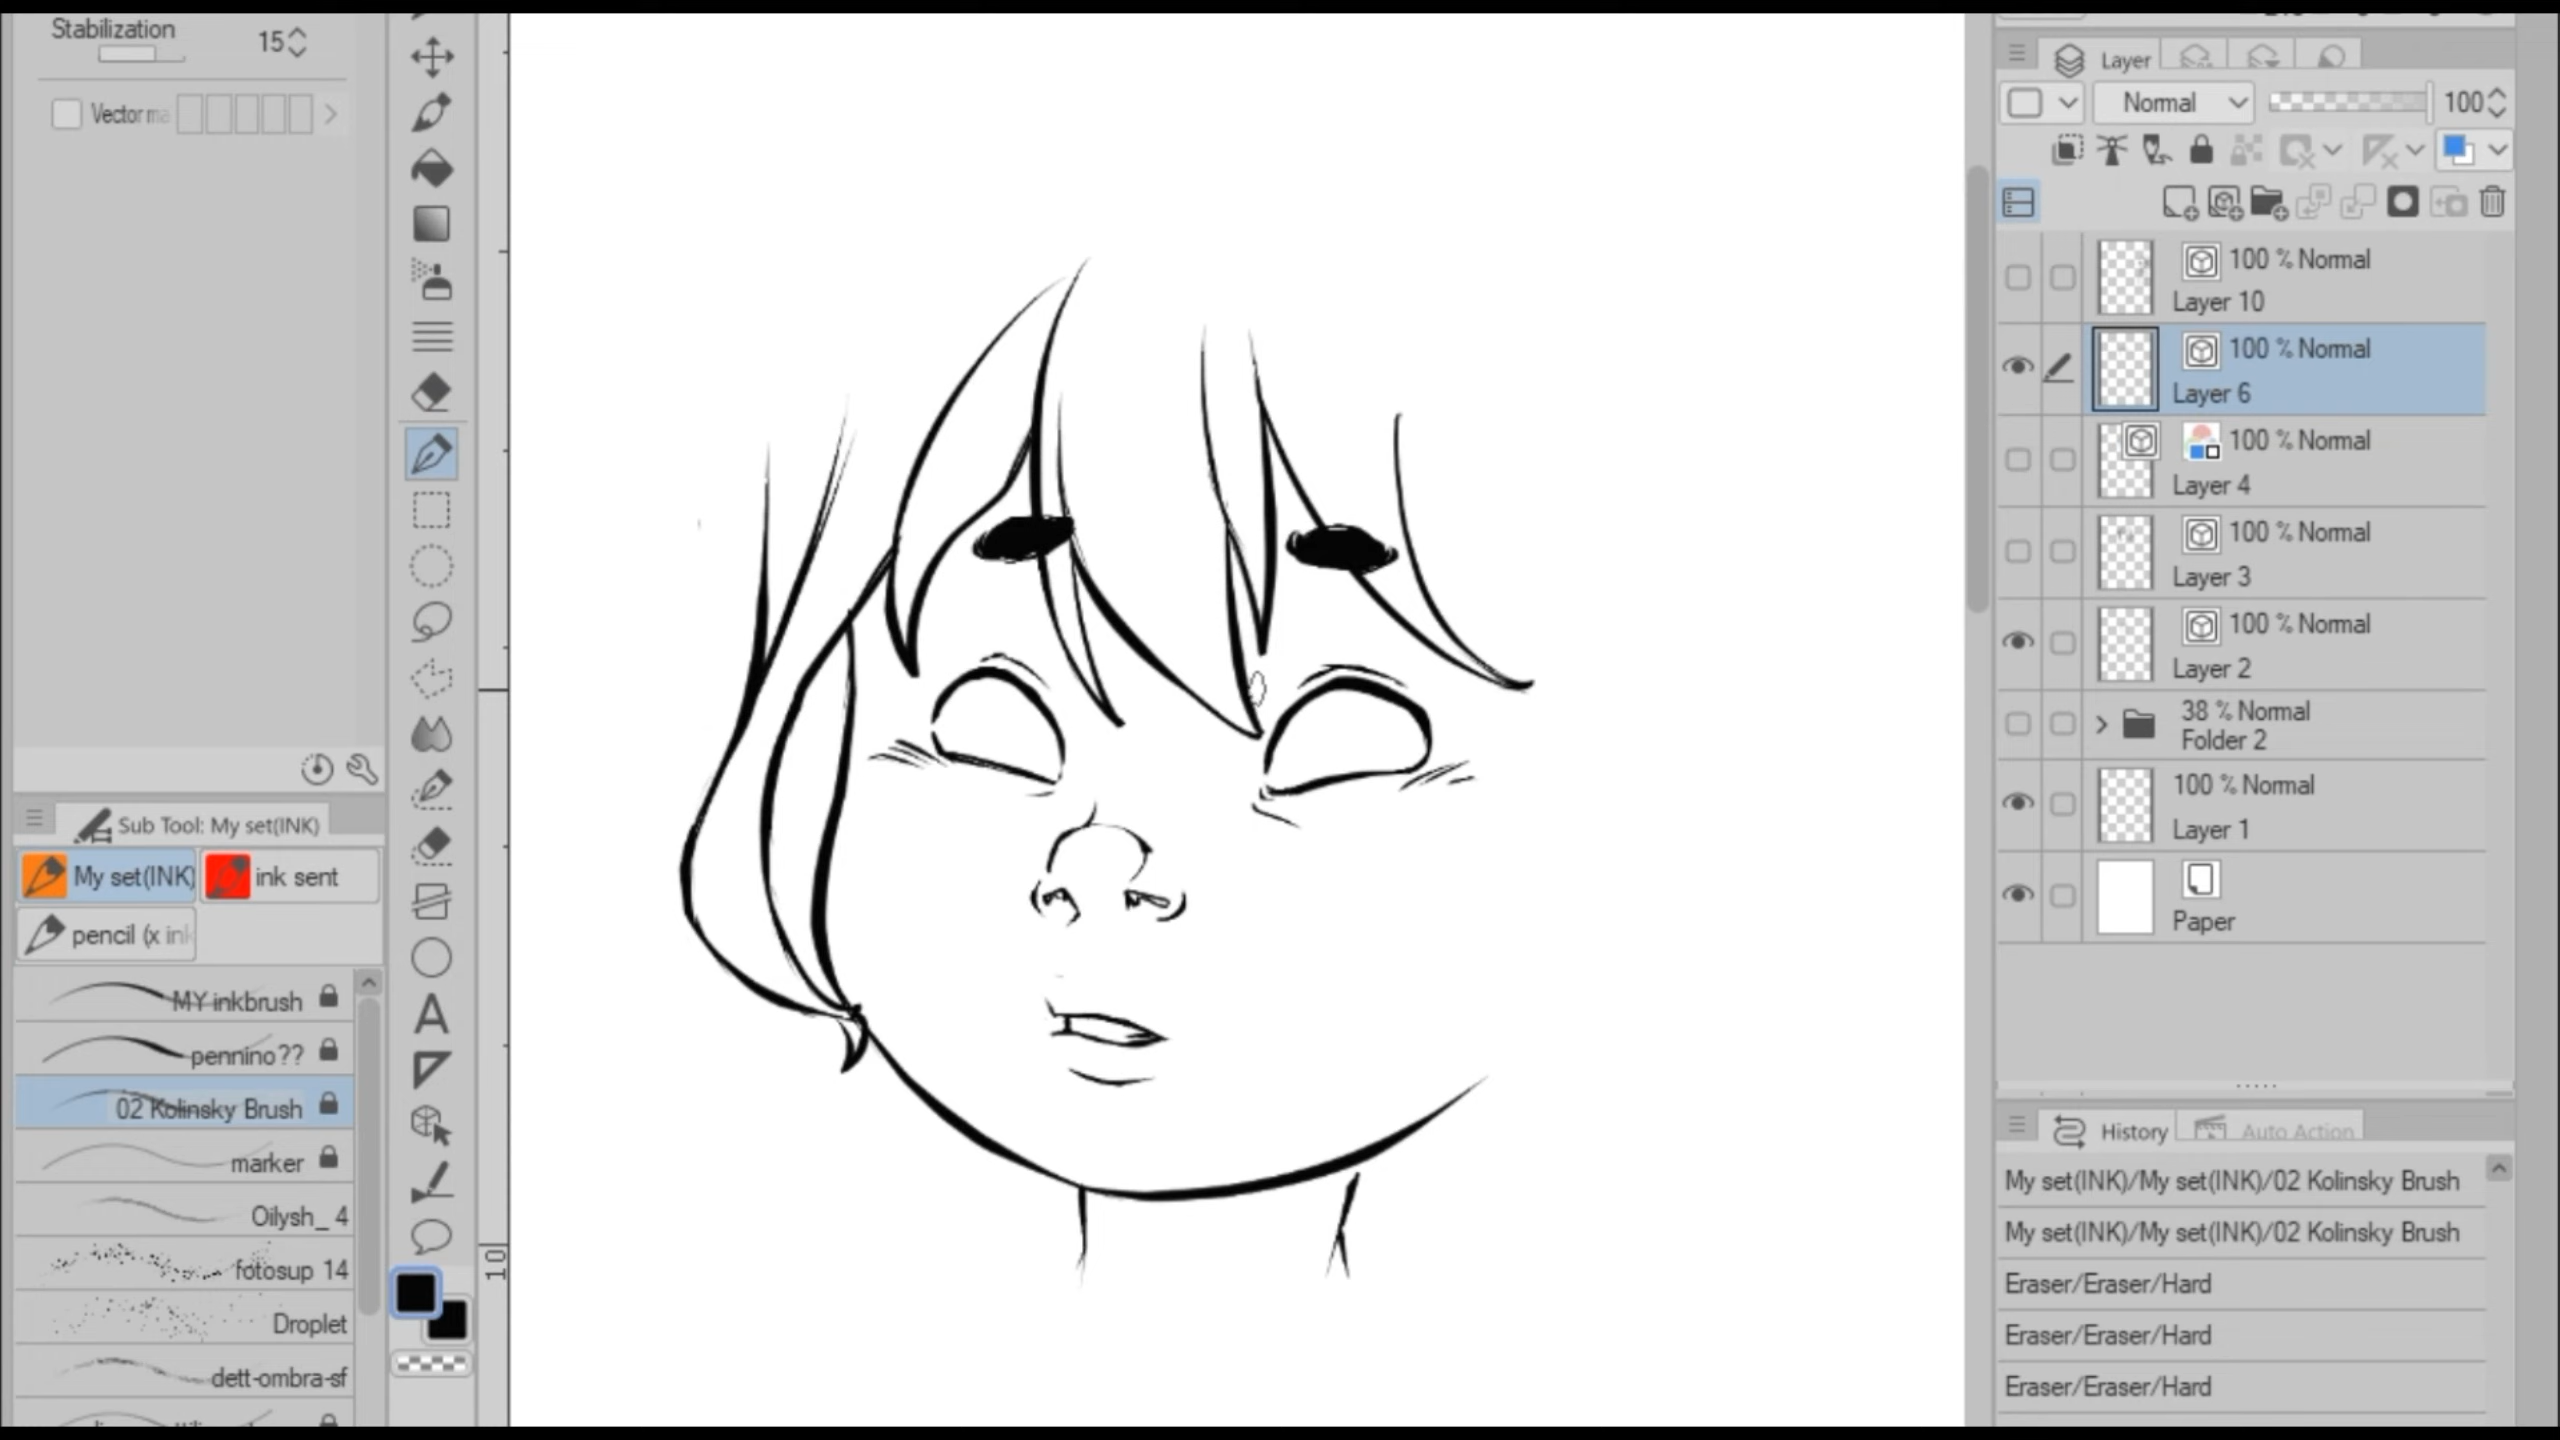 Stabilization 15
Vector ma
Sub Tool: My set(INK)
My set(INK) ink sent
pencil (x ink
MY inkbrush
pennino??
02 Kolinsky Brush
marker
Oilysh_ 4
fotosup 14
Droplet
dett-ombra-sf
A
10
Layer
Normal 100
100 % Normal
Layer 10
100 % Normal
Layer 6
100 % Normal
Layer 4
100 % Normal
Layer 3
100 % Normal
Layer 2
38 % Normal
Folder 2
100 % Normal
Layer 1
Paper
History Auto Action
My set(INK)/My set(INK)/02 Kolinsky Brush
My set(INK)/My set(INK)/02 Kolinsky Brush
Eraser/Eraser/Hard
Eraser/Eraser/Hard
Eraser/Eraser/Hard